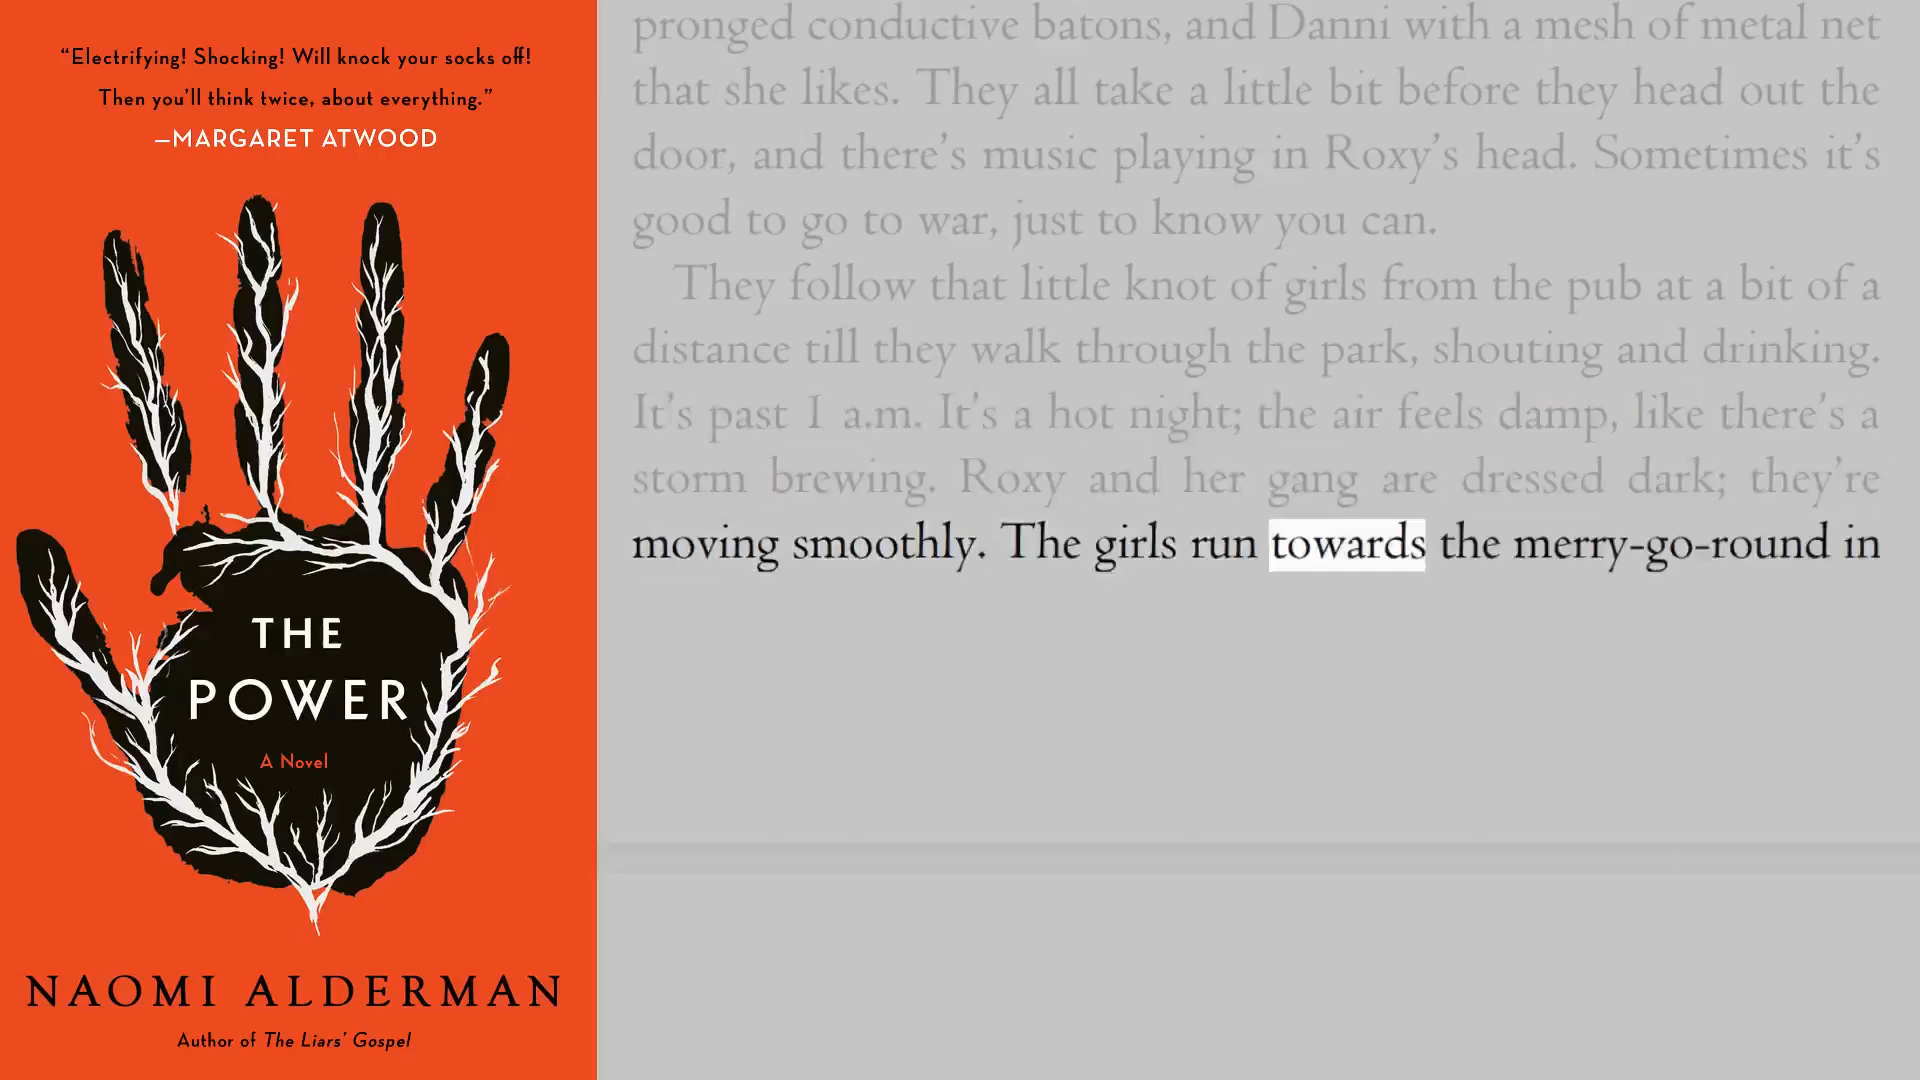 “Electrifying! Shocking! Will knock your socks off!
Then you’ll think twice, about everything.”
—MARGARET ATWOOD
THE
POWER
A Novel
NAOMI ALDERMAN
Author of The Liars’ Gospel
pronged conductive batons, and Danni with a mesh of metal net
that she likes. They all take a little bit before they head out the
door, and there’s music playing in Roxy’s head. Sometimes it’s
good to go to war, just to know you can.
They follow that little knot of girls from the pub at a bit of a
distance till they walk through the park, shouting and drinking.
It’s past 1 a.m. It’s a hot night; the air feels damp, like there’s a
storm brewing. Roxy and her gang are dressed dark; they’re
moving smoothly. The girls run towards the merry-go-round in